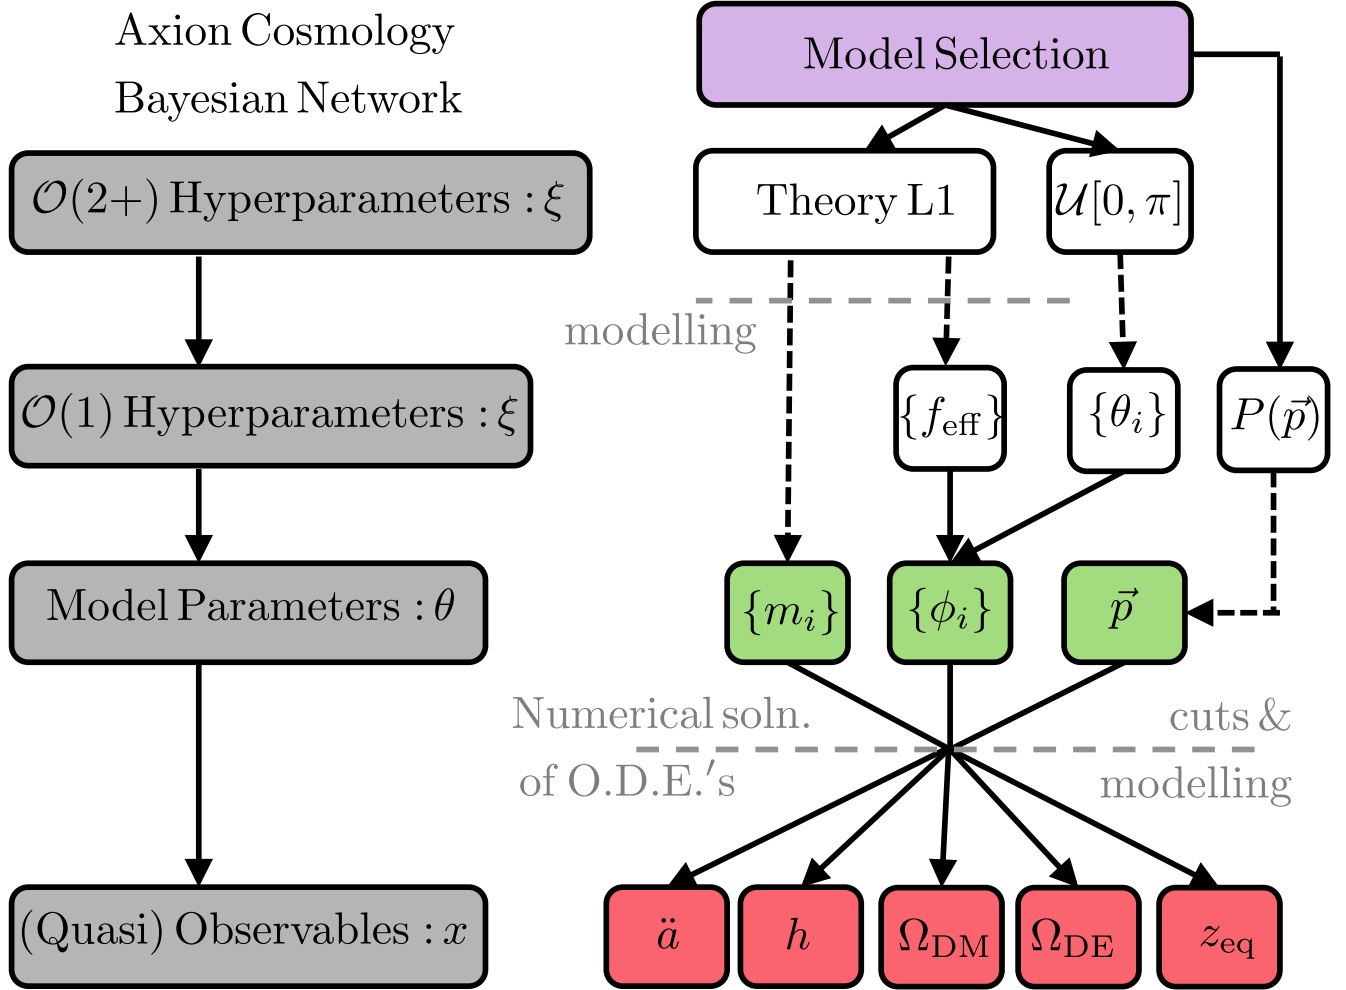 Axion Cosmology
Bayesian Network
Model Selection
𝒪(2+) Hyperparameters : ξ
Theory L1
𝒰[0, π]
modelling
𝒪(1) Hyperparameters : ξ
{f_eff}
{θ_i}
P(p⃗)
Model Parameters : θ
{m_i}
{ϕ_i}
p⃗
Numerical soln.
of O.D.E.′s
cuts &
modelling
(Quasi) Observables : x
ä
h
Ω_DM
Ω_DE
z_eq